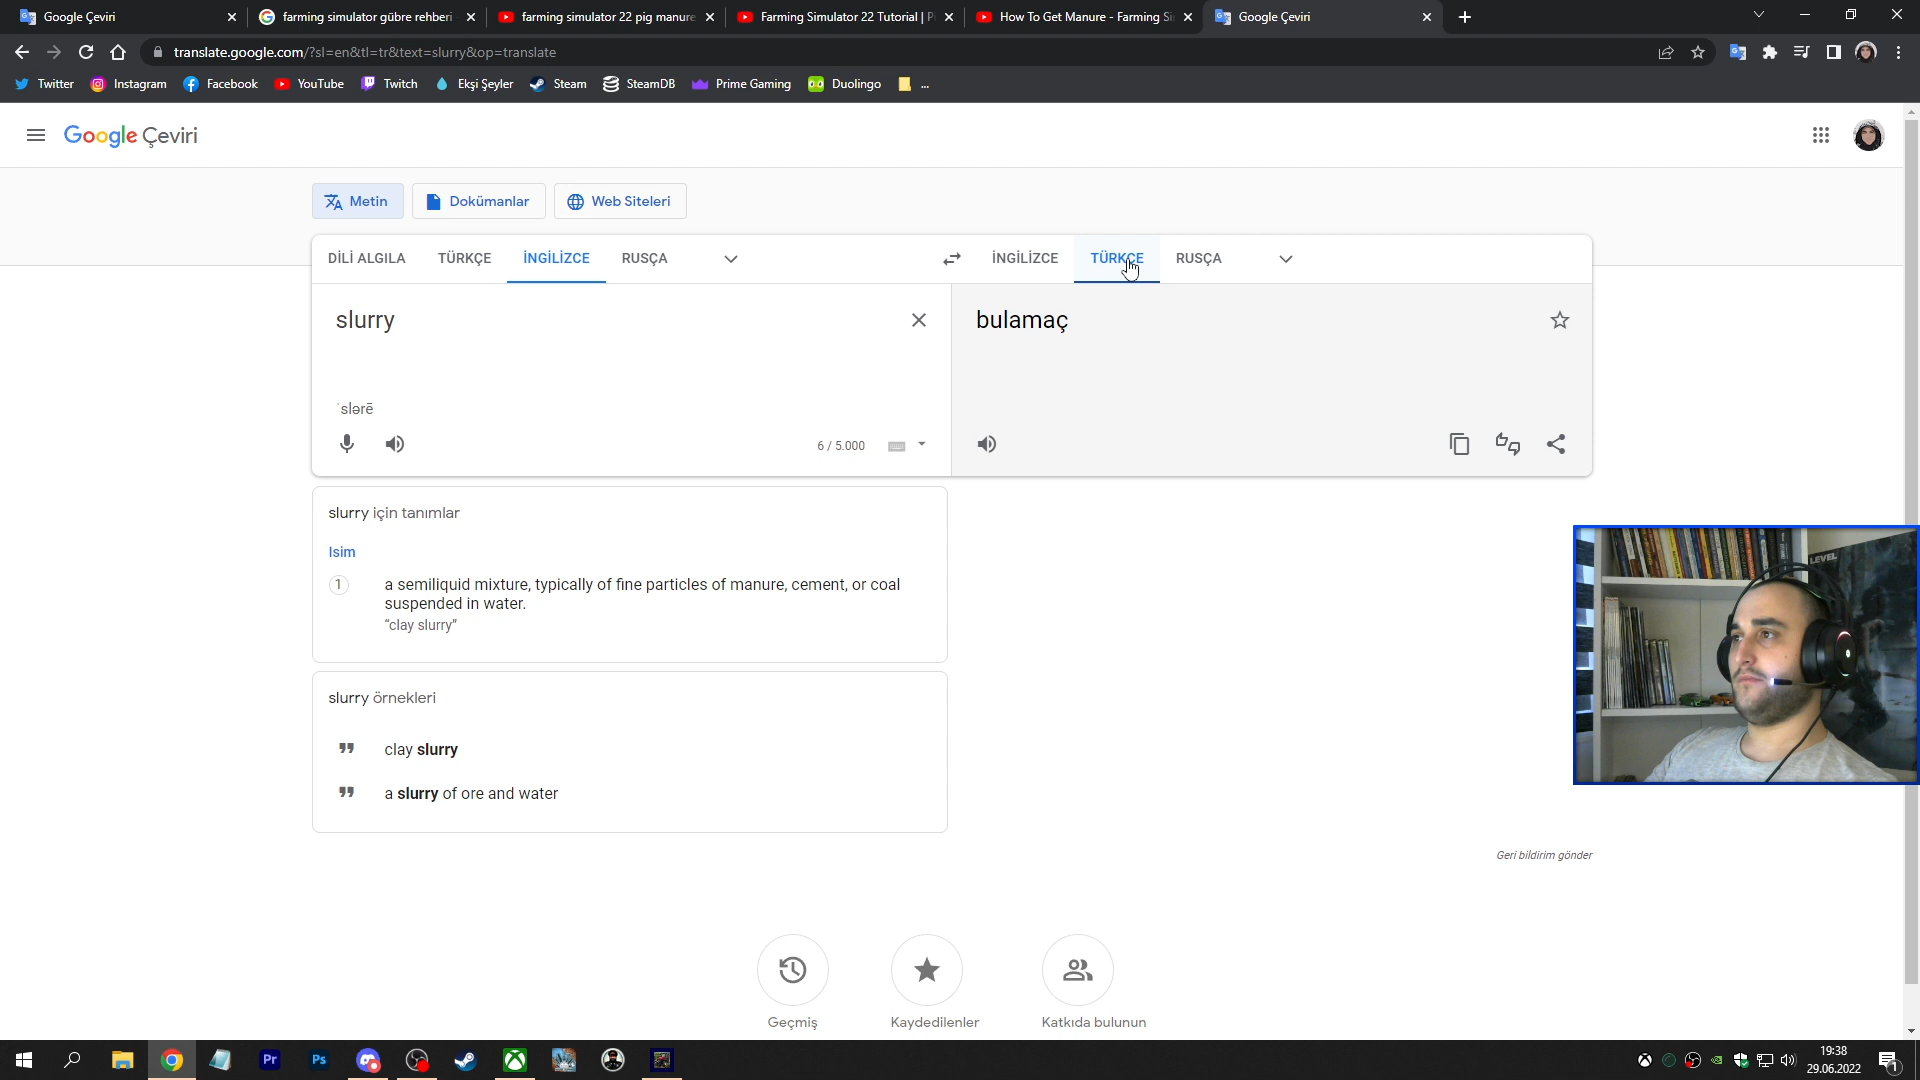 Google Çeviri
farming simulator gübre rehberi
farming simulator 22 pig manure
Farming Simulator 22 Tutorial | P
How To Get Manure - Farming Si
Google Çeviri
translate.google.com/?sl=en&tl=tr&text=slurry&op=translate
Twitter
Instagram
Facebook
YouTube
Twitch
Ekşi Şeyler
Steam
SteamDB
Prime Gaming
Duolingo
...
Google Çeviri
Metin
Dokümanlar
Web Siteleri
DİLİ ALGILA
TÜRKÇE
İNGİLİZCE
RUSÇA
İNGİLİZCE
TÜRKÇE
RUSÇA
slurry
bulamaç
ˈslərē
6 / 5.000
slurry için tanımlar
Isim
1
a semiliquid mixture, typically of fine particles of manure, cement, or coal
suspended in water.
“clay slurry”
slurry örnekleri
clay slurry
a slurry of ore and water
LEVEL
Geri bildirim gönder
Geçmiş
Kaydedilenler
Katkıda bulunun
Pr
Ps
19:38
29.06.2022
1